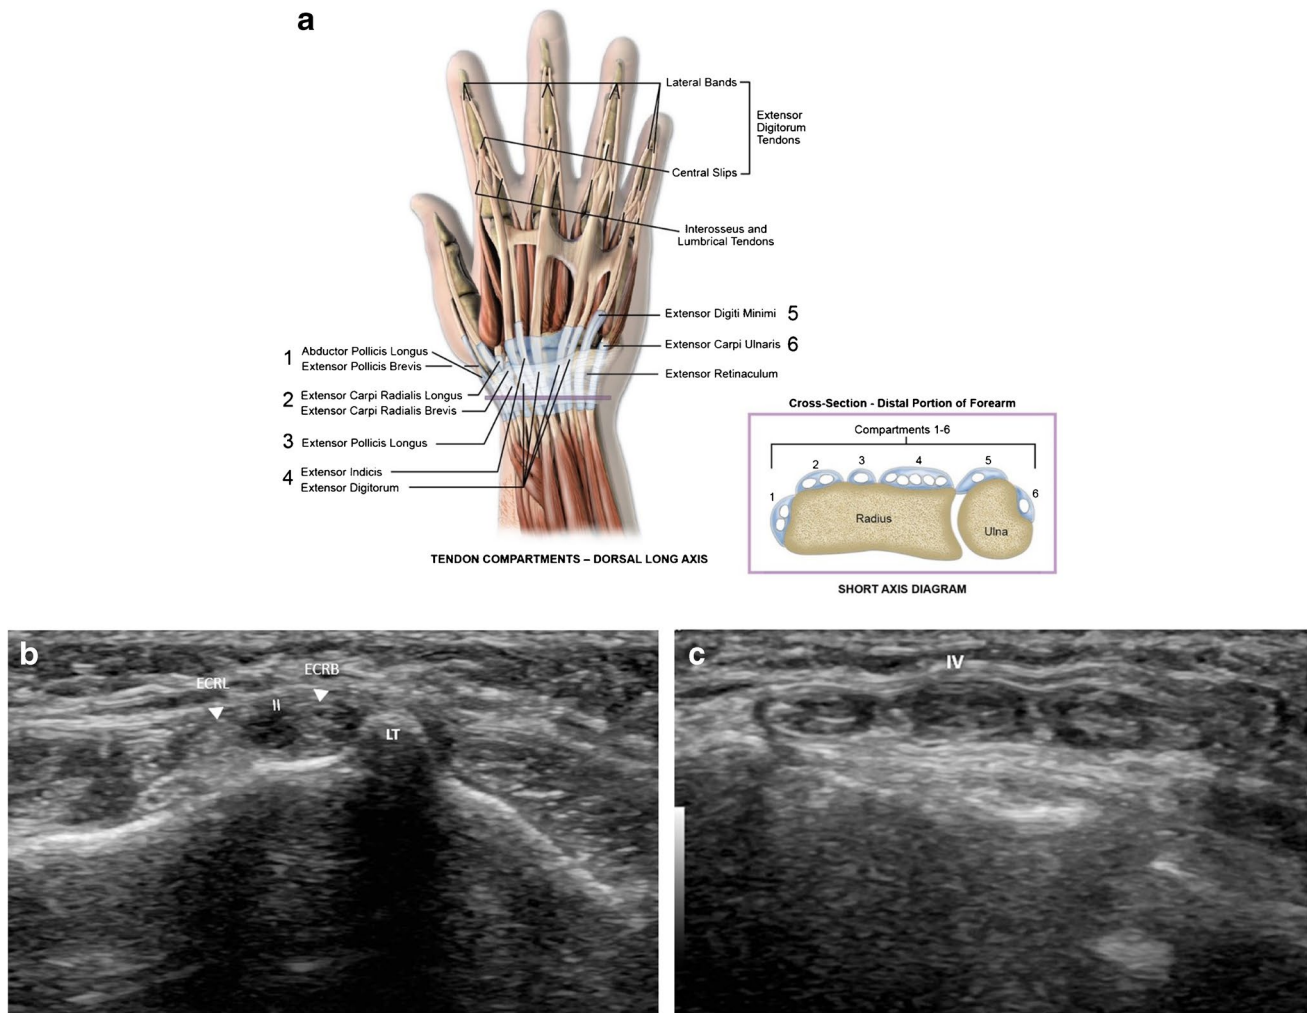 a
Lateral Bands
Extensor
Digitorum
Tendons
Central Slips
Interosseus and
Lumbrical Tendons
Extensor Digiti Minimi 5
Extensor Carpi Ulnaris 6
Extensor Retinaculum
1 Abductor Pollicis Longus
Extensor Pollicis Brevis
2 Extensor Carpi Radialis Longus
Extensor Carpi Radialis Brevis
3 Extensor Pollicis Longus
4 Extensor Indicis
Extensor Digitorum
TENDON COMPARTMENTS – DORSAL LONG AXIS
Cross-Section - Distal Portion of Forearm
Compartments 1-6
1 2 3 4 5 6
Radius
Ulna
SHORT AXIS DIAGRAM
b
ECRL
II
ECRB
LT
c
IV